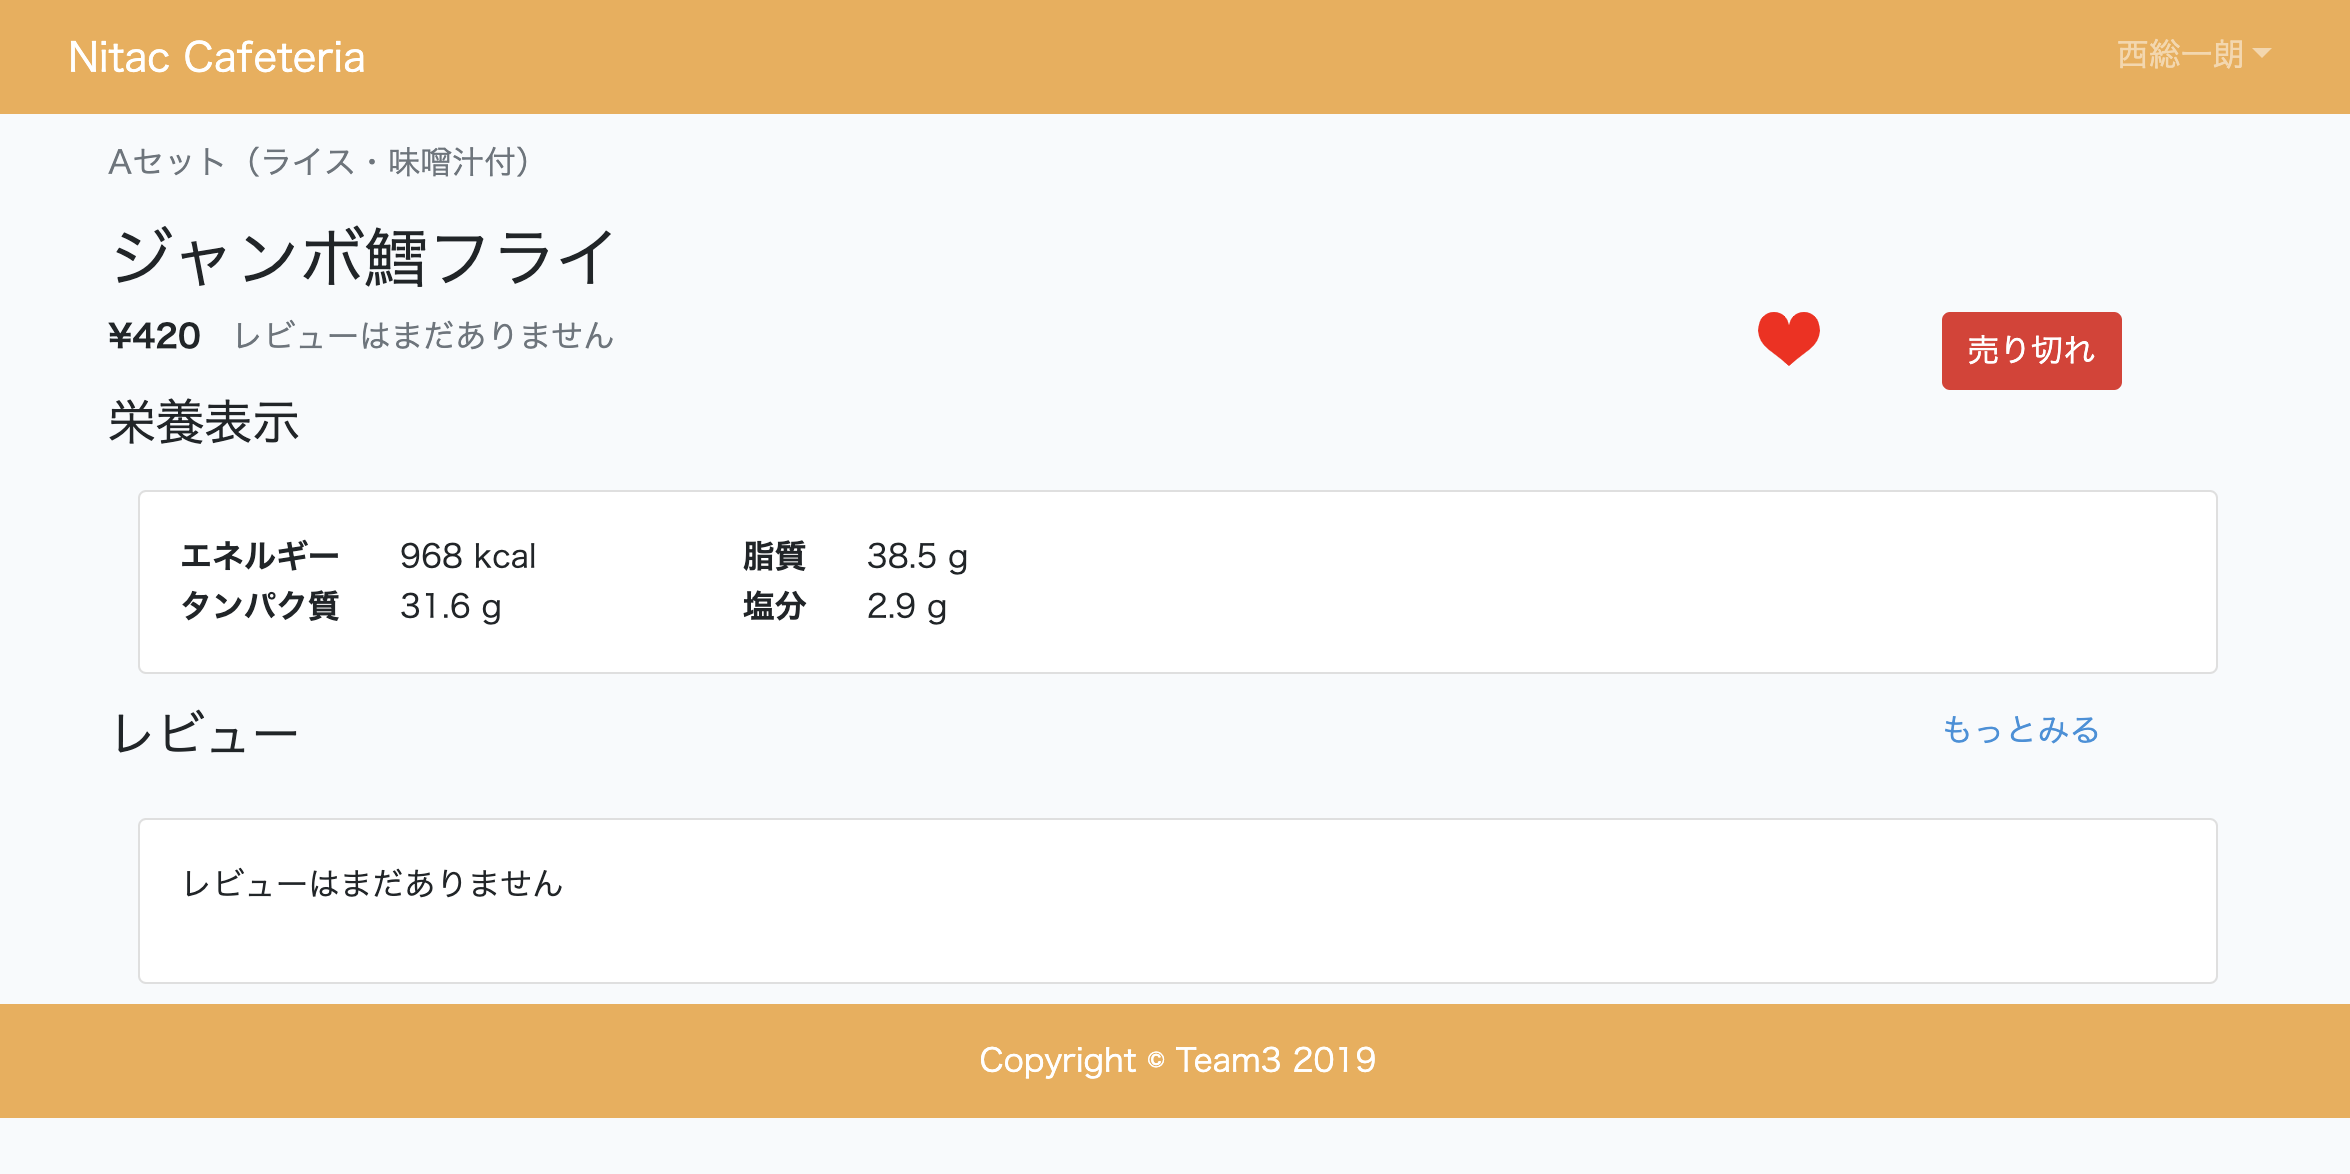 Nitac Cafeteria
西総一朗
Aセット（ライス・味噌汁付）
ジャンボ鱈フライ
¥420 レビューはまだありません
売り切れ
栄養表示
エネルギー 968 kcal 脂質 38.5 g
タンパク質 31.6 g 塩分 2.9 g
レビュー
もっとみる
レビューはまだありません
Copyright © Team3 2019